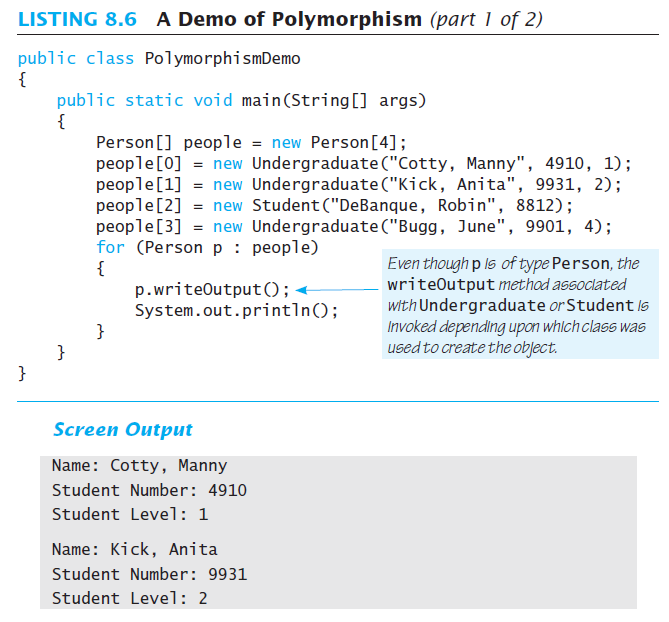 LISTING 8.6 A Demo of Polymorphism (part 1 of 2)
public class PolymorphismDemo
{
    public static void main(String[] args)
    {
        Person[] people = new Person[4];
        people[0] = new Undergraduate("Cotty, Manny", 4910, 1);
        people[1] = new Undergraduate("Kick, Anita", 9931, 2);
        people[2] = new Student("DeBanque, Robin", 8812);
        people[3] = new Undergraduate("Bugg, June", 9901, 4);
        for (Person p : people)
        {
            p.writeOutput();
            System.out.println();
        }
    }
}
Even though p is of type Person, the
writeOutput method associated
with Undergraduate or Student is
invoked depending upon which class was
used to create the object.
Screen Output
Name: Cotty, Manny
Student Number: 4910
Student Level: 1
Name: Kick, Anita
Student Number: 9931
Student Level: 2